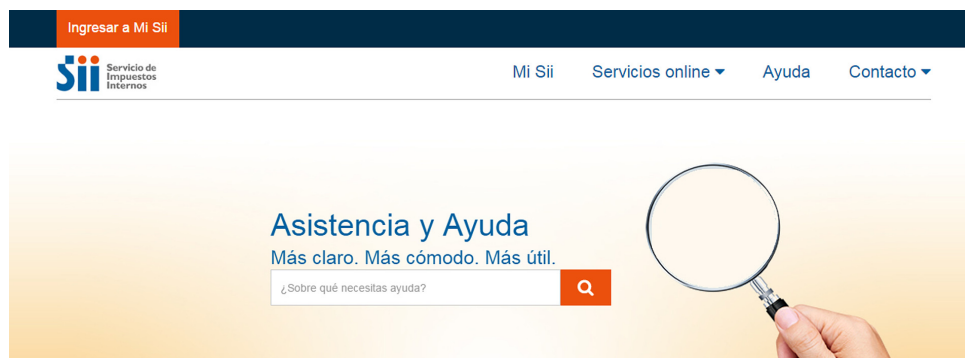 Ingresar a Mi Sii
Sii
Servicio de
Impuestos
Internos
Mi Sii Servicios online Ayuda Contacto
Asistencia y Ayuda
Más claro. Más cómodo. Más útil.
¿Sobre qué necesitas ayuda?